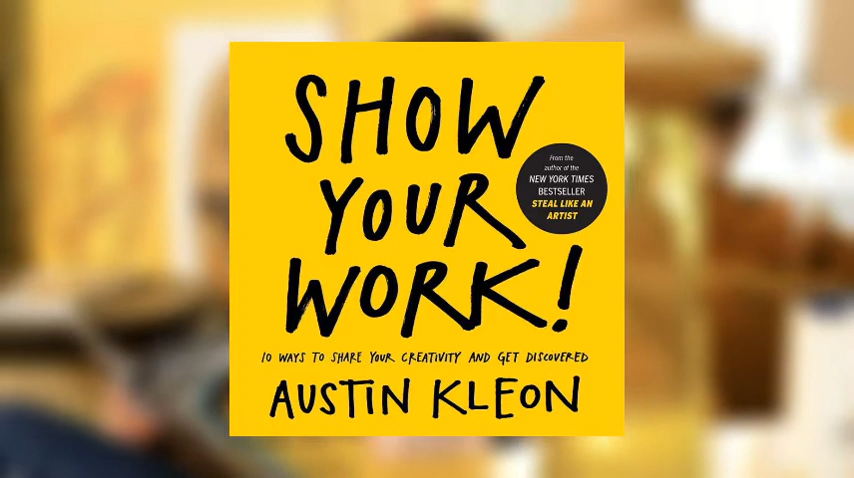 SHOW
YOUR
WORK!
From the
author of the
NEW YORK TIMES
BESTSELLER
STEAL LIKE AN
ARTIST
10 WAYS TO SHARE YOUR CREATIVITY AND GET DISCOVERED
AUSTIN KLEON